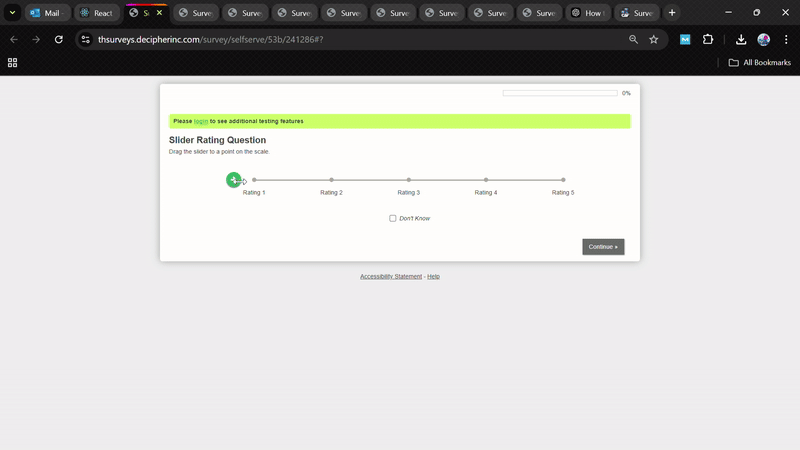 Mail
React
S
Surve
Surve
Surve
Surve
Surve
Surve
Surve
Surve
How t
Surve
thsurveys.decipherinc.com/survey/selfserve/53b/241286#?
All Bookmarks
0%
Please login to see additional testing features
Slider Rating Question
Drag the slider to a point on the scale.
Rating 1 Rating 2 Rating 3 Rating 4 Rating 5
Don't Know
Continue »
Accessibility Statement - Help